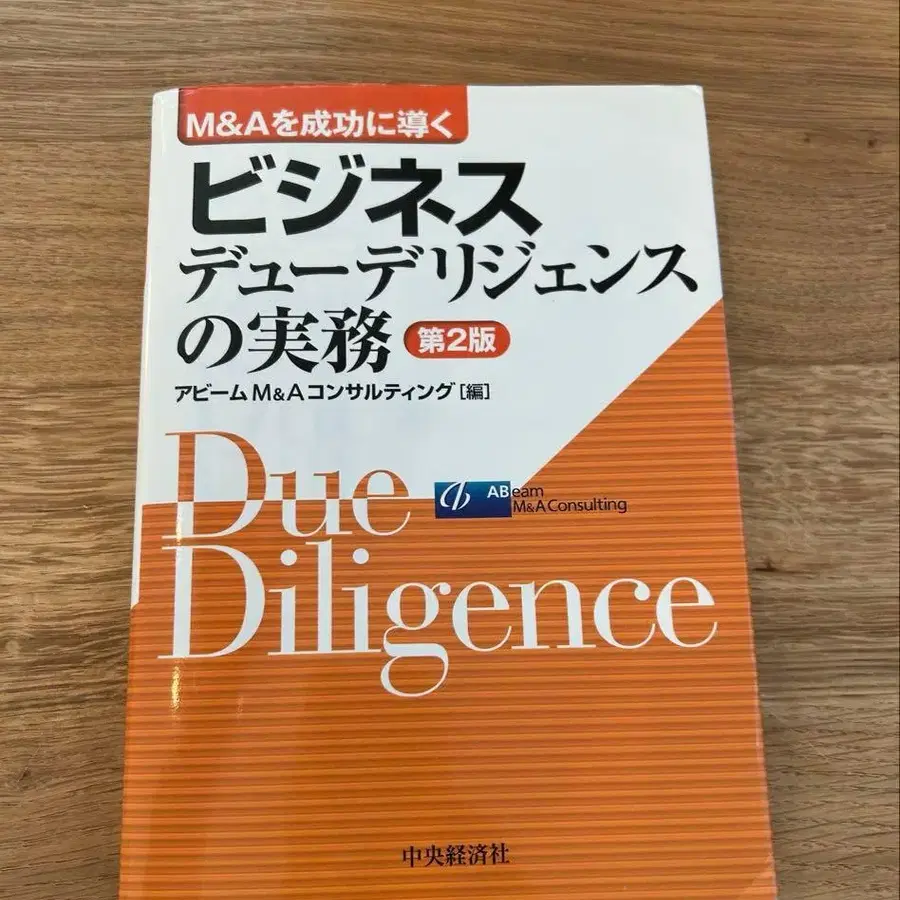 M&Aを成功に導く
ビジネス
デューデリジェンス
の実務 第2版
アビームM&Aコンサルティング[編]
Due
ABeam
M&A Consulting
Diligence
中央経済社